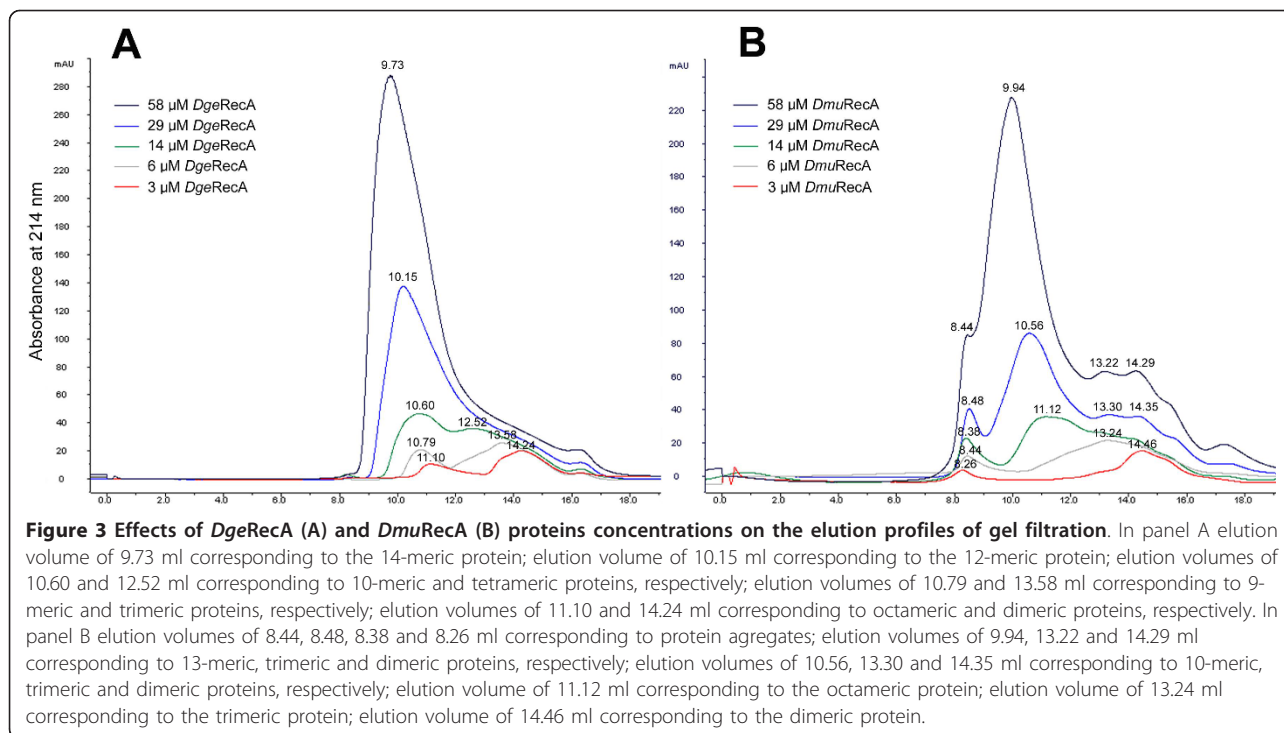 A
B
mAU
mAU
9.73
9.94
58 µM DgeRecA
29 µM DgeRecA
14 µM DgeRecA
6 µM DgeRecA
3 µM DgeRecA
58 µM DmuRecA
29 µM DmuRecA
14 µM DmuRecA
6 µM DmuRecA
3 µM DmuRecA
Absorbance at 214 nm
280
260
240
220
200
180
160
140
120
100
80
60
40
20
0
10.15
10.60
12.52
10.79
13.58
11.10
14.24
0.0 2.0 4.0 6.0 8.0 10.0 12.0 14.0 16.0 18.0
220
200
180
160
140
120
100
80
60
40
20
0
8.44
10.56
13.22 14.29
8.48
13.30 14.35
11.12
8.38
13.24
8.44
14.46
8.26
0.0 2.0 4.0 6.0 8.0 10.0 12.0 14.0 16.0 18.0
Figure 3 Effects of DgeRecA (A) and DmuRecA (B) proteins concentrations on the elution profiles of gel filtration. In panel A elution
volume of 9.73 ml corresponding to the 14-meric protein; elution volume of 10.15 ml corresponding to the 12-meric protein; elution volumes of
10.60 and 12.52 ml corresponding to 10-meric and tetrameric proteins, respectively; elution volumes of 10.79 and 13.58 ml corresponding to 9-
meric and trimeric proteins, respectively; elution volumes of 11.10 and 14.24 ml corresponding to octameric and dimeric proteins, respectively. In
panel B elution volumes of 8.44, 8.48, 8.38 and 8.26 ml corresponding to protein agregates; elution volumes of 9.94, 13.22 and 14.29 ml
corresponding to 13-meric, trimeric and dimeric proteins, respectively; elution volumes of 10.56, 13.30 and 14.35 ml corresponding to 10-meric,
trimeric and dimeric proteins, respectively; elution volume of 11.12 ml corresponding to the octameric protein; elution volume of 13.24 ml
corresponding to the trimeric protein; elution volume of 14.46 ml corresponding to the dimeric protein.